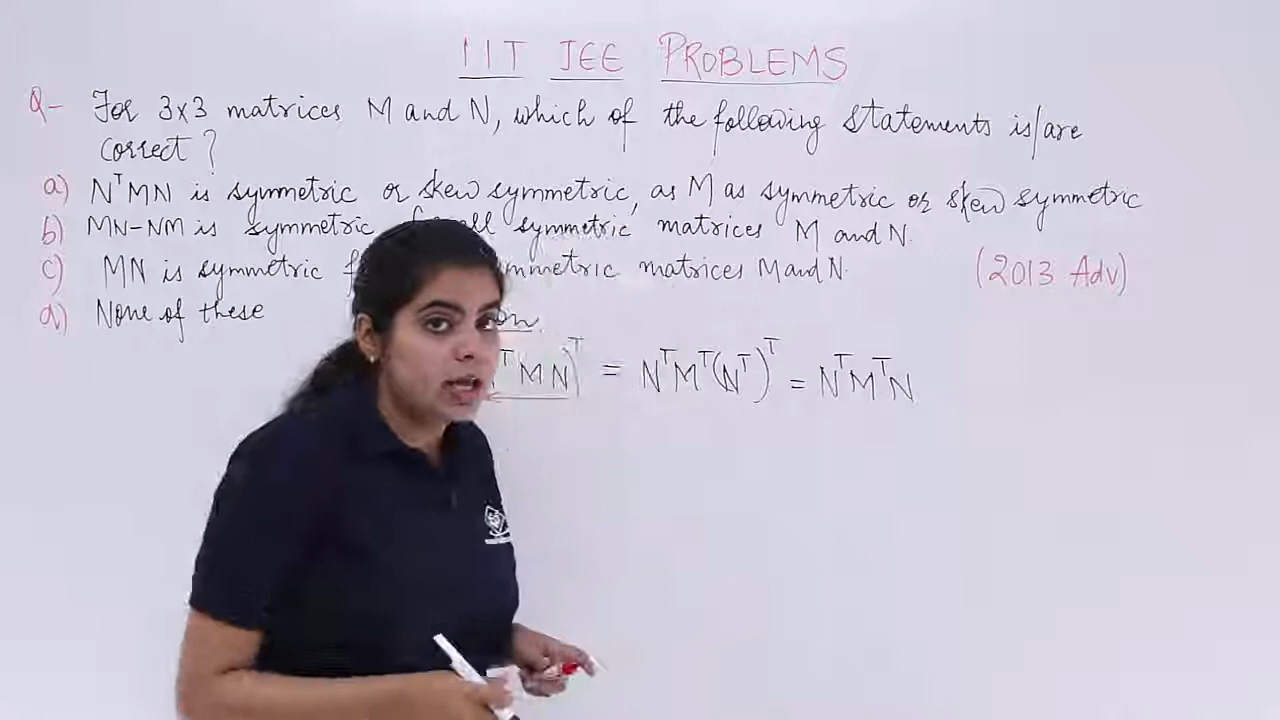 IIT JEE PROBLEMS
Q- For 3x3 matrices M and N, which of the following statements is/are
correct?
a) NᵀMN is symmetric or skew symmetric, as M as symmetric or skew symmetric
b) MN-NM is symmetric all symmetric matrices M and N.
c) MN is symmetric mmetric matrices M and N. (2013 Adv)
d) None of these
ᵀMN)ᵀ = NᵀMᵀ(Nᵀ)ᵀ = NᵀMᵀN